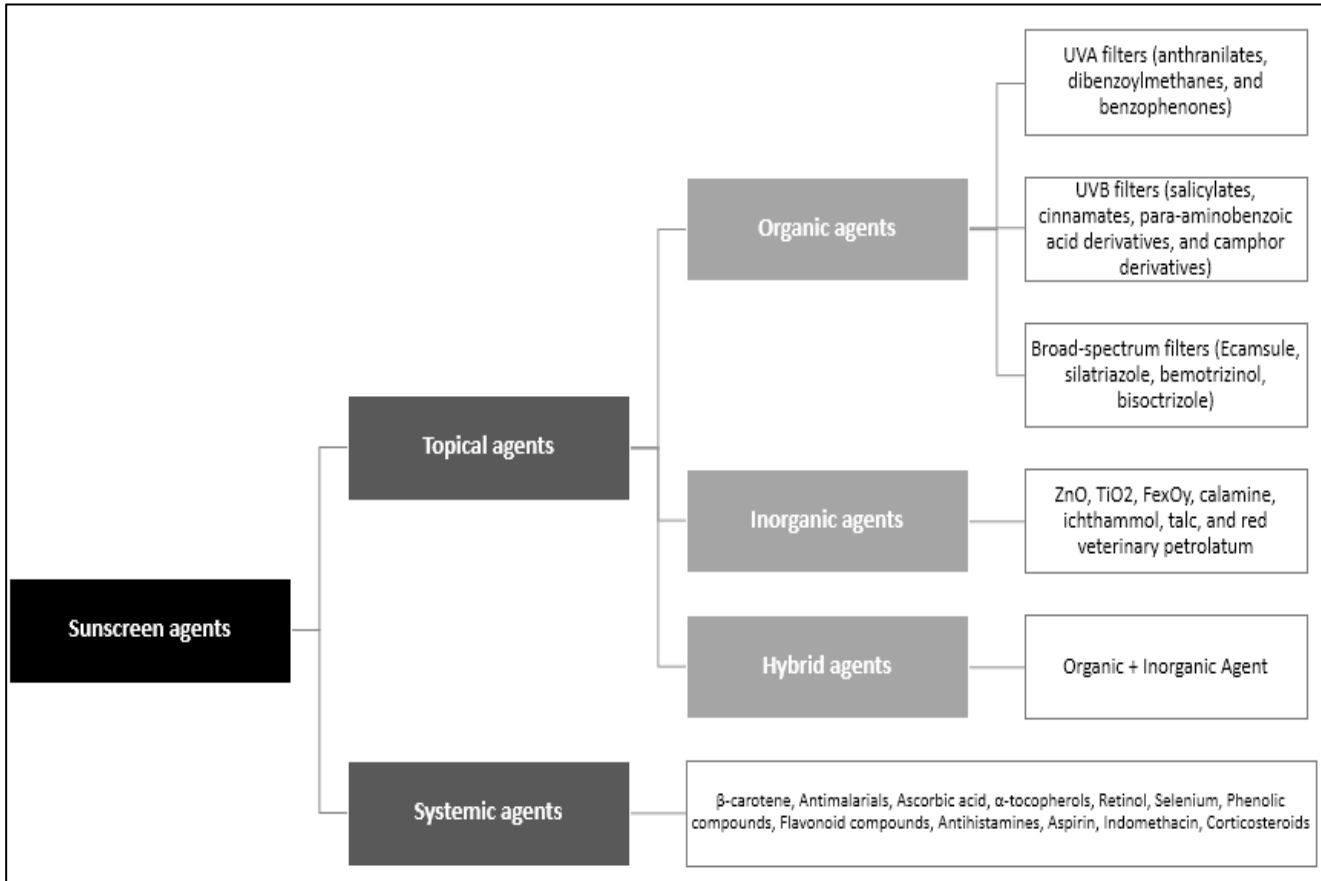 UVA filters (anthranilates,
dibenzoylmethanes, and
benzophenones)
Organic agents
UVB filters (salicylates,
cinnamates, para-aminobenzoic
acid derivatives, and camphor
derivatives)
Broad-spectrum filters (Ecamsule,
silatriazole, bemotrizinol,
bisoctrizole)
Topical agents
Inorganic agents
ZnO, TiO2, FexOy, calamine,
ichthammol, talc, and red
veterinary petrolatum
Sunscreen agents
Hybrid agents
Organic + Inorganic Agent
Systemic agents
β-carotene, Antimalarials, Ascorbic acid, α-tocopherols, Retinol, Selenium, Phenolic
compounds, Flavonoid compounds, Antihistamines, Aspirin, Indomethacin, Corticosteroids